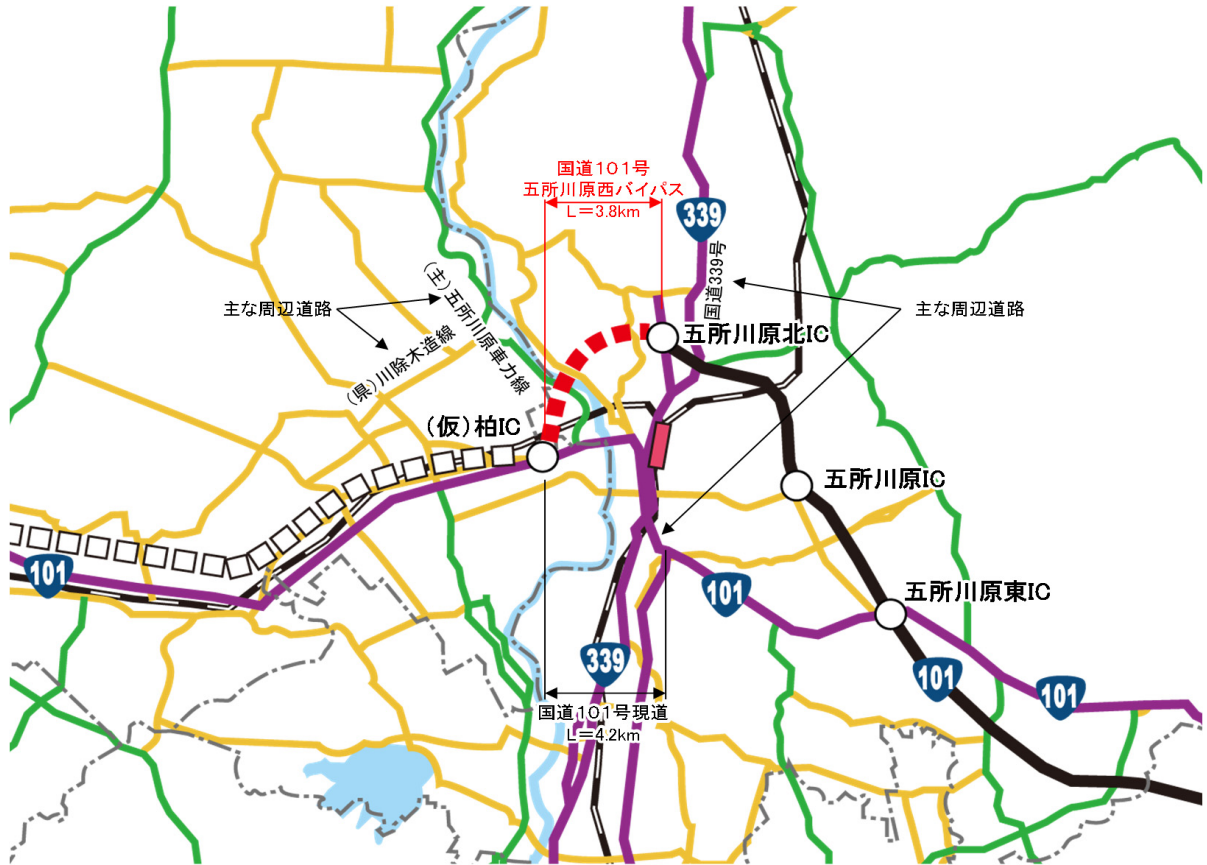 国道101号
五所川原西バイパス
L=3.8km
339
国道339号
主な周辺道路
(主)五所川原車力線
(県)川除木造線
主な周辺道路
五所川原北IC
(仮)柏IC
五所川原IC
101
101
五所川原東IC
339
101
101
国道101号現道
L=4.2km